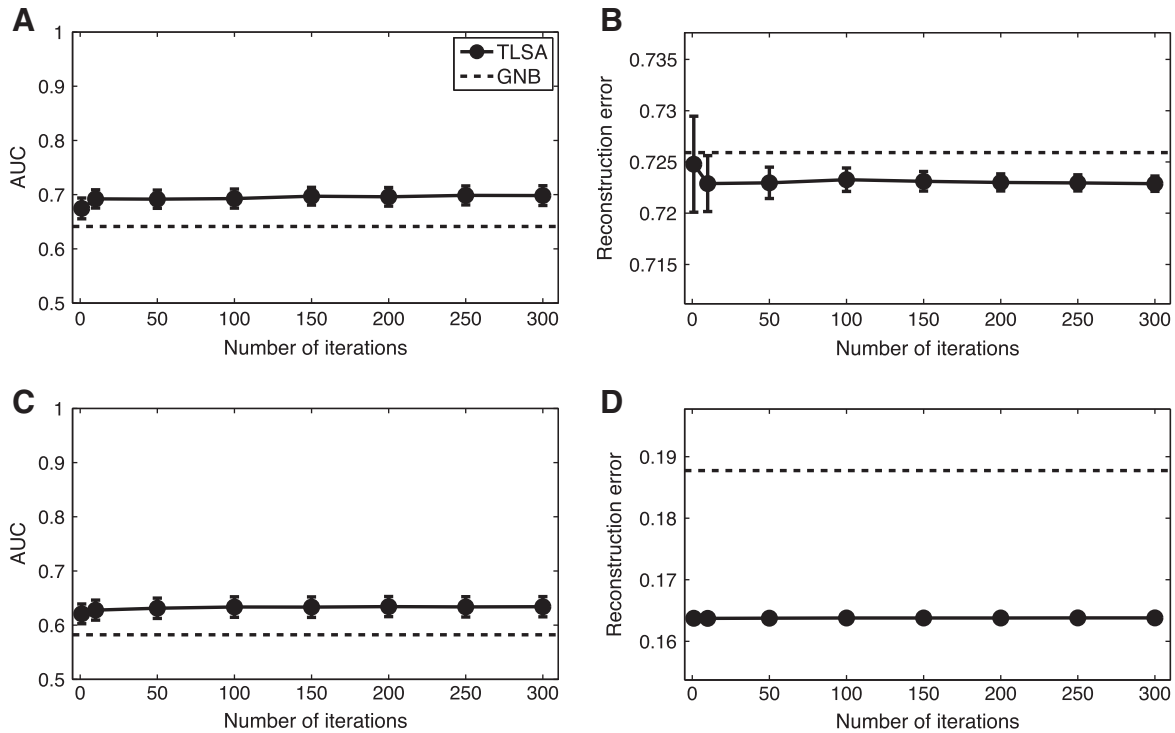 A
1
0.9
0.8
0.7
0.6
0.5
AUC
TLSA
GNB
0 50 100 150 200 250 300
Number of iterations
B
0.735
0.73
0.725
0.72
0.715
Reconstruction error
0 50 100 150 200 250 300
Number of iterations
C
1
0.9
0.8
0.7
0.6
0.5
AUC
0 50 100 150 200 250 300
Number of iterations
D
0.19
0.18
0.17
0.16
Reconstruction error
0 50 100 150 200 250 300
Number of iterations